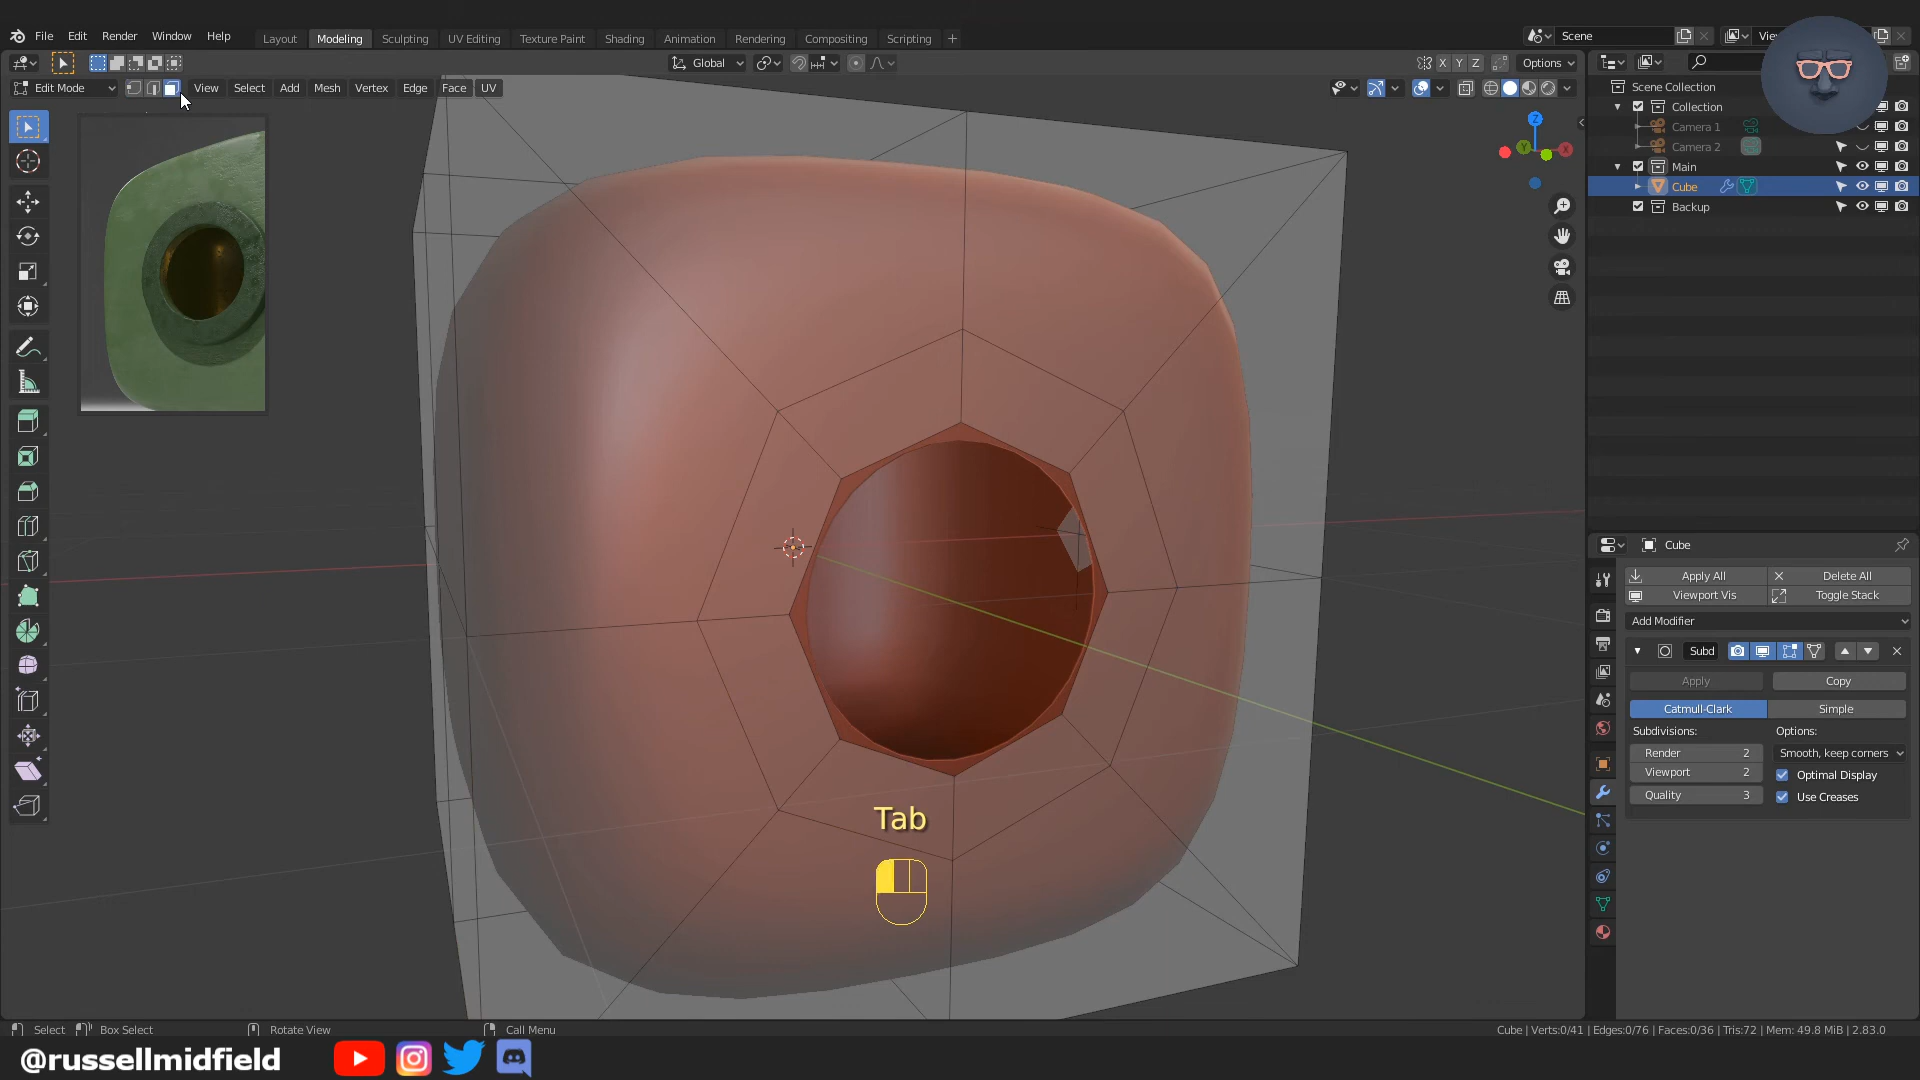 File Edit Render Window Help Layout Modeling Sculpting UV Editing Texture Paint Shading Animation Rendering Compositing Scripting + Scene
Global X Y Z Options
Edit Mode View Select Add Mesh Vertex Edge Face UV
Scene Collection
Collection
Camera 1
Camera 2
Main
Cube
Backup
Z
X
Y
Cube
Apply All Delete All
Viewport Vis Toggle Stack
Add Modifier
Subd
Apply Copy
Catmull-Clark Simple
Subdivisions: Options:
Render 2 Smooth, keep corners
Viewport 2 Optimal Display
Quality 3 Use Creases
Tab
Select Box Select Rotate View Call Menu Cube | Verts:0/41 | Edges:0/76 | Faces:0/36 | Tris:72 | Mem: 49.8 MiB | 2.83.0
@russellmidfield